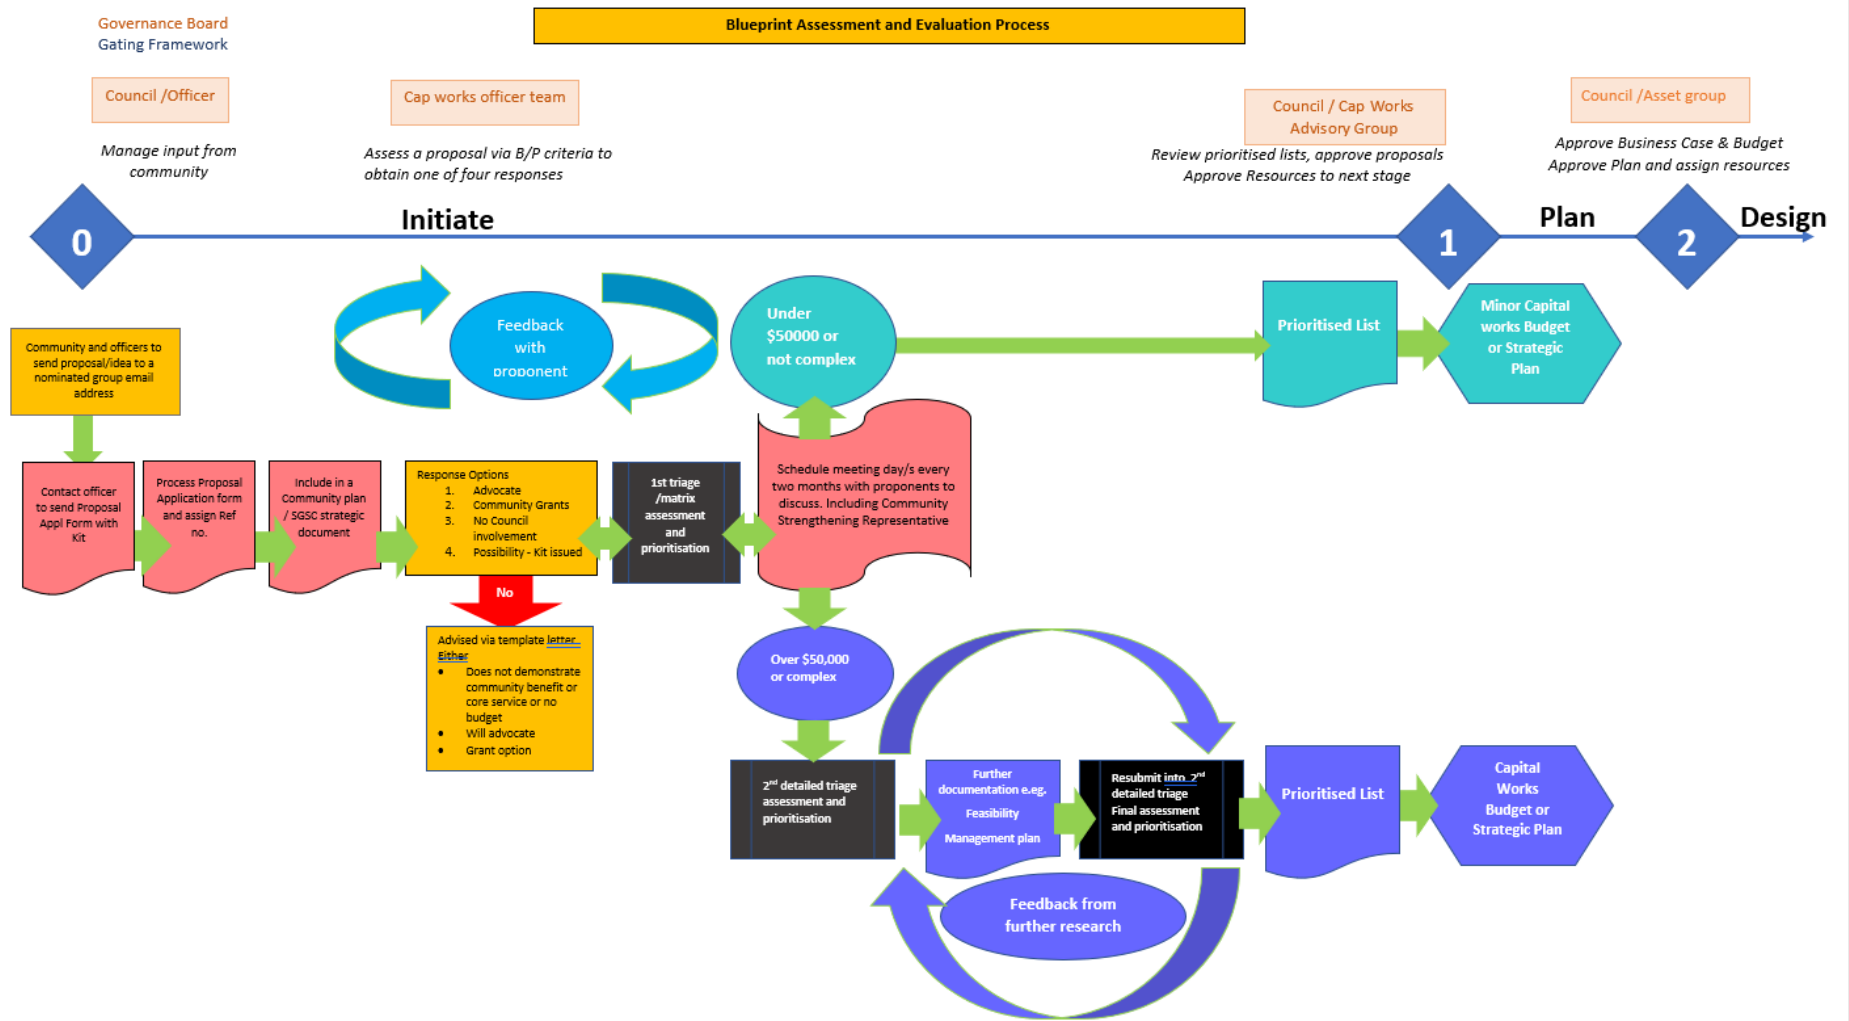 Governance Board
Gating Framework
Blueprint Assessment and Evaluation Process
Council /Officer
Manage input from
community
Cap works officer team
Assess a proposal via B/P criteria to
obtain one of four responses
Council / Cap Works
Advisory Group
Review prioritised lists, approve proposals
Approve Resources to next stage
Council /Asset group
Approve Business Case & Budget
Approve Plan and assign resources
0
Initiate
1
Plan
2
Design
Community and officers to
send proposal/idea to a
nominated group email
address
Feedback
with
proponent
Under
$50000 or
not complex
Prioritised List
Minor Capital
works Budget
or Strategic
Plan
Contact officer
to send Proposal
Appl Form with
Kit
Process Proposal
Application form
and assign Ref
no.
Include in a
Community plan
/ SGSC strategic
document
Response Options
1. Advocate
2. Community Grants
3. No Council
involvement
4. Possibility - Kit issued
1st triage
/matrix
assessment
and
prioritisation
Schedule meeting day/s every
two months with proponents to
discuss. Including Community
Strengthening Representative
No
Advised via template letter
Either
• Does not demonstrate
community benefit or
core service or no
budget
• Will advocate
• Grant option
Over $50,000
or complex
2nd detailed triage
assessment and
prioritisation
Further
documentation e.eg.
Feasibility
Management plan
Resubmit into 2nd
detailed triage
Final assessment
and prioritisation
Prioritised List
Capital
Works
Budget or
Strategic Plan
Feedback from
further research